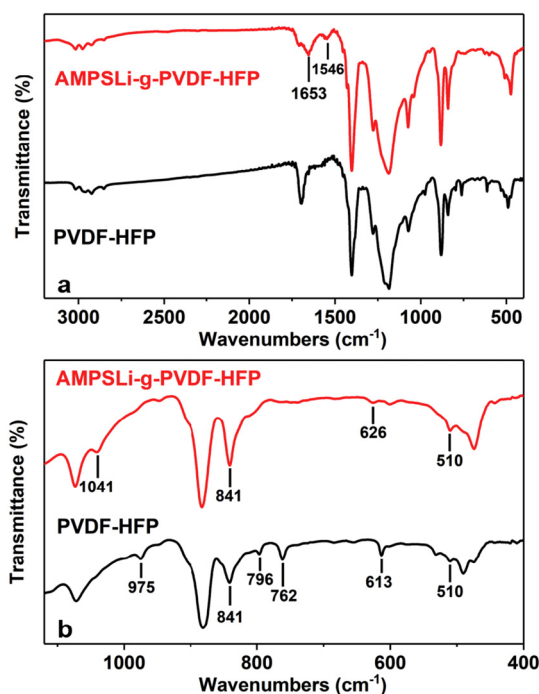 Transmittance (%)
AMPSLi-g-PVDF-HFP
1546
1653
PVDF-HFP
a
3000 2500 2000 1500 1000 500
Wavenumbers (cm-1)
Transmittance (%)
AMPSLi-g-PVDF-HFP
626
1041
841
510
PVDF-HFP
975
796
613
510
841
762
b
1000 800 600 400
Wavenumbers (cm-1)